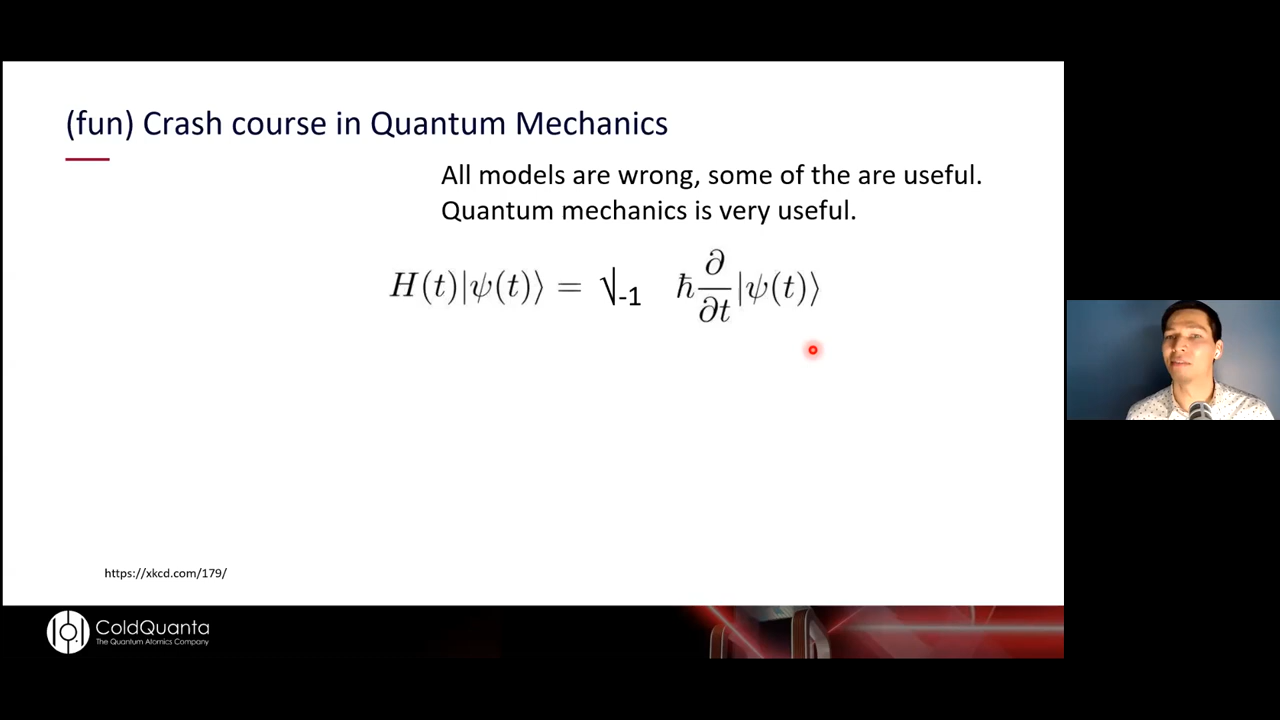 (fun) Crash course in Quantum Mechanics
All models are wrong, some of the are useful.
Quantum mechanics is very useful.
H(t)|ψ(t)⟩ = √-1 ℏ ∂/∂t |ψ(t)⟩
https://xkcd.com/179/
ColdQuanta
The Quantum Atomics Company